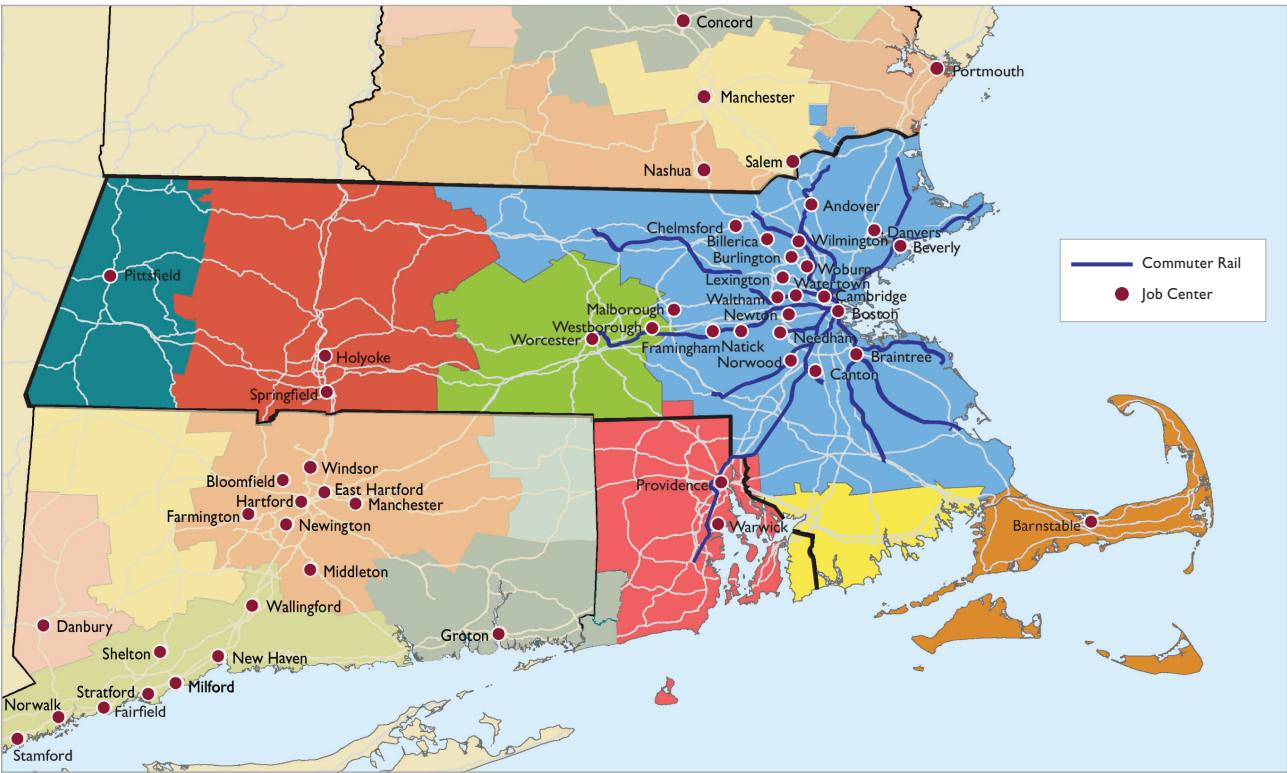 Concord
Portmouth
Manchester
Salem
Nashua
Andover
Chelmsford
Danvers
Billerica
Wilmington
Beverly
Burlington
Woburn
Lexington
Watertown
Pittsfield
Waltham
Cambridge
Malborough
Newton
Boston
Westborough
Worcester
Framingham
Natick
Needham
Norwood
Braintree
Canton
Holyoke
Springfield
Commuter Rail
Job Center
Windsor
Bloomfield
East Hartford
Hartford
Manchester
Farmington
Newington
Providence
Warwick
Barnstable
Middleton
Wallingford
Danbury
Groton
Shelton
New Haven
Milford
Stratford
Norwalk
Fairfield
Stamford